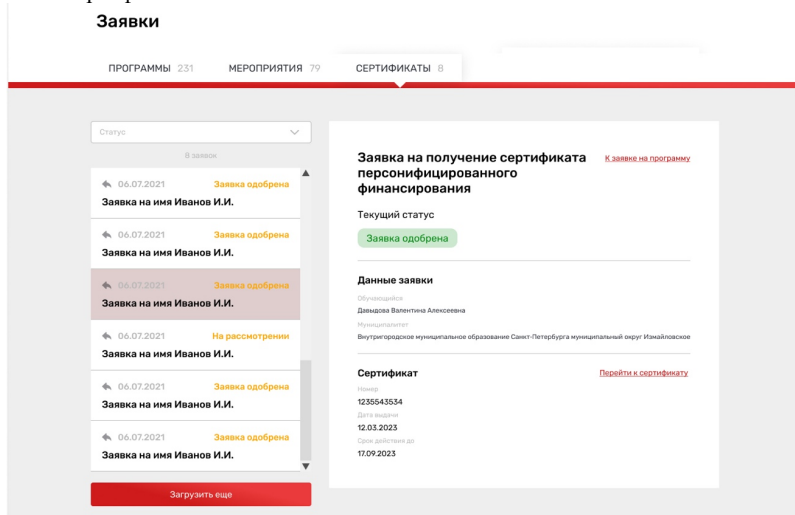 Заявки
ПРОГРАММЫ 231 МЕРОПРИЯТИЯ 79 СЕРТИФИКАТЫ 8
Статус
8 заявок
06.07.2021 Заявка одобрена
Заявка на имя Иванов И.И.
06.07.2021 Заявка одобрена
Заявка на имя Иванов И.И.
06.07.2021 Заявка одобрена
Заявка на имя Иванов И.И.
06.07.2021 На рассмотрении
Заявка на имя Иванов И.И.
06.07.2021 Заявка одобрена
Заявка на имя Иванов И.И.
06.07.2021 Заявка одобрена
Заявка на имя Иванов И.И.
Загрузить еще
Заявка на получение сертификата К заявке на программу
персонифицированного
финансирования
Текущий статус
Заявка одобрена
Данные заявки
Обучающийся
Давыдова Валентина Алексеевна
Муниципалитет
Внутригородское муниципальное образование Санкт-Петербурга муниципальный округ Измайловское
Сертификат Перейти к сертификату
Номер
1235543534
Дата выдачи
12.03.2023
Срок действия до
17.09.2023